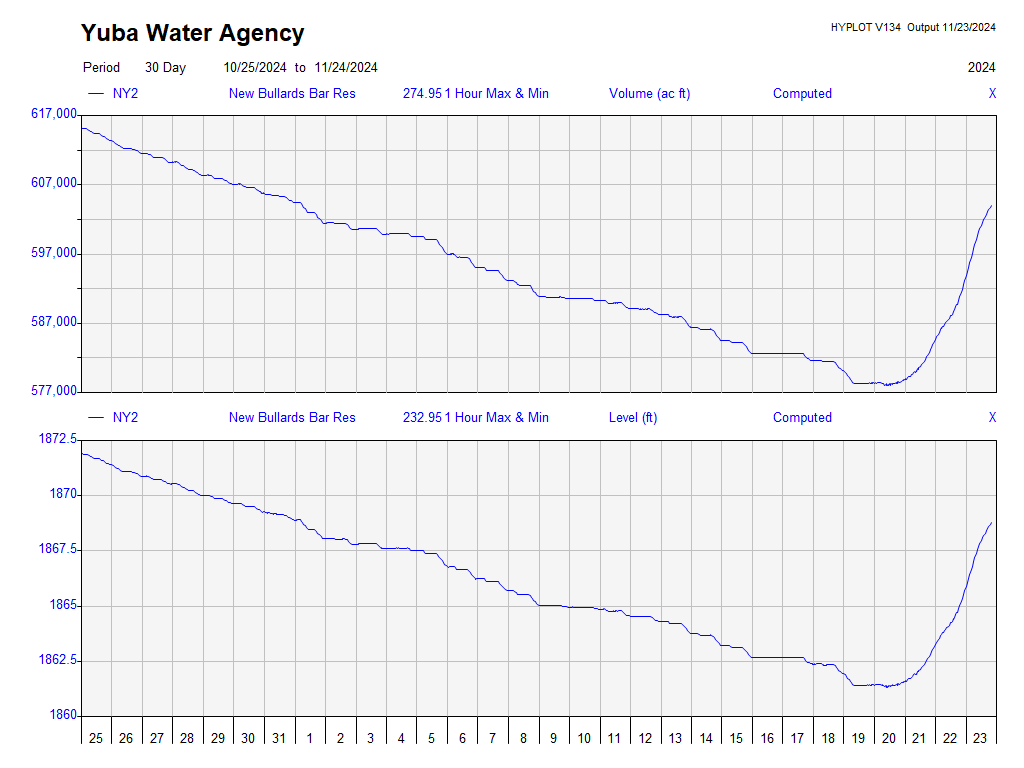 Yuba Water Agency
HYPLOT V134 Output 11/23/2024
Period 30 Day 10/25/2024 to 11/24/2024 2024
NY2 New Bullards Bar Res 274.95 1 Hour Max & Min Volume (ac ft) Computed X
617,000
607,000
597,000
587,000
577,000
NY2 New Bullards Bar Res 232.95 1 Hour Max & Min Level (ft) Computed X
1872.5
1870
1867.5
1865
1862.5
1860
25 26 27 28 29 30 31 1 2 3 4 5 6 7 8 9 10 11 12 13 14 15 16 17 18 19 20 21 22 23